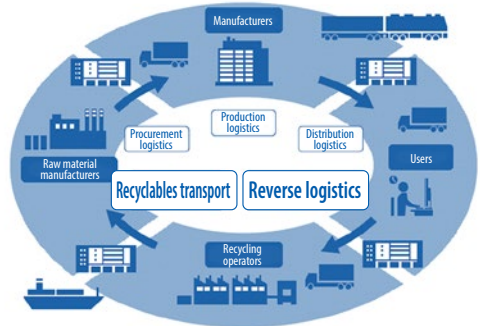 Manufacturers
Production
logistics
Procurement
logistics
Distribution
logistics
Raw material
manufacturers
Users
Recyclables transport
Reverse logistics
Recycling
operators